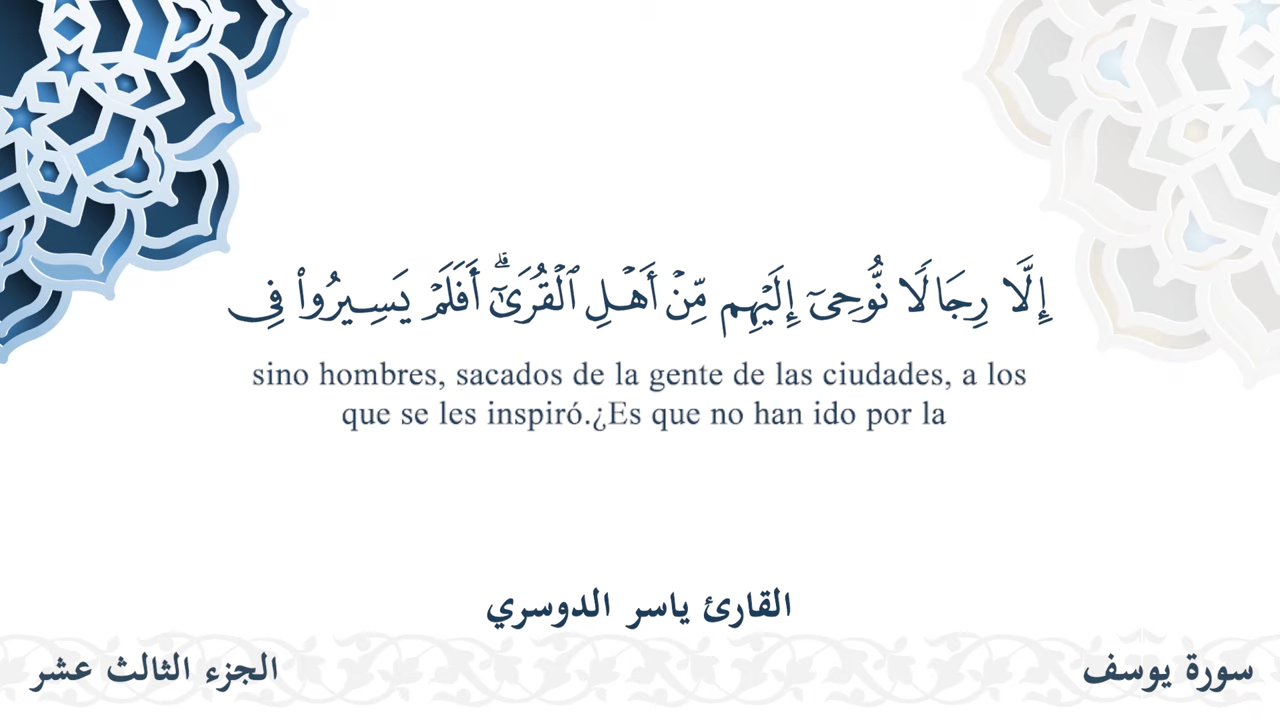 إِلَّا رِجَالًا نُّوحِىٓ إِلَيْهِم مِّنْ أَهْلِ ٱلْقُرَىٰٓ ۗ أَفَلَمْ يَسِيرُوا۟ فِى
sino hombres, sacados de la gente de las ciudades, a los
que se les inspiró.¿Es que no han ido por la
القارئ ياسر الدوسري
سورة يوسف
الجزء الثالث عشر